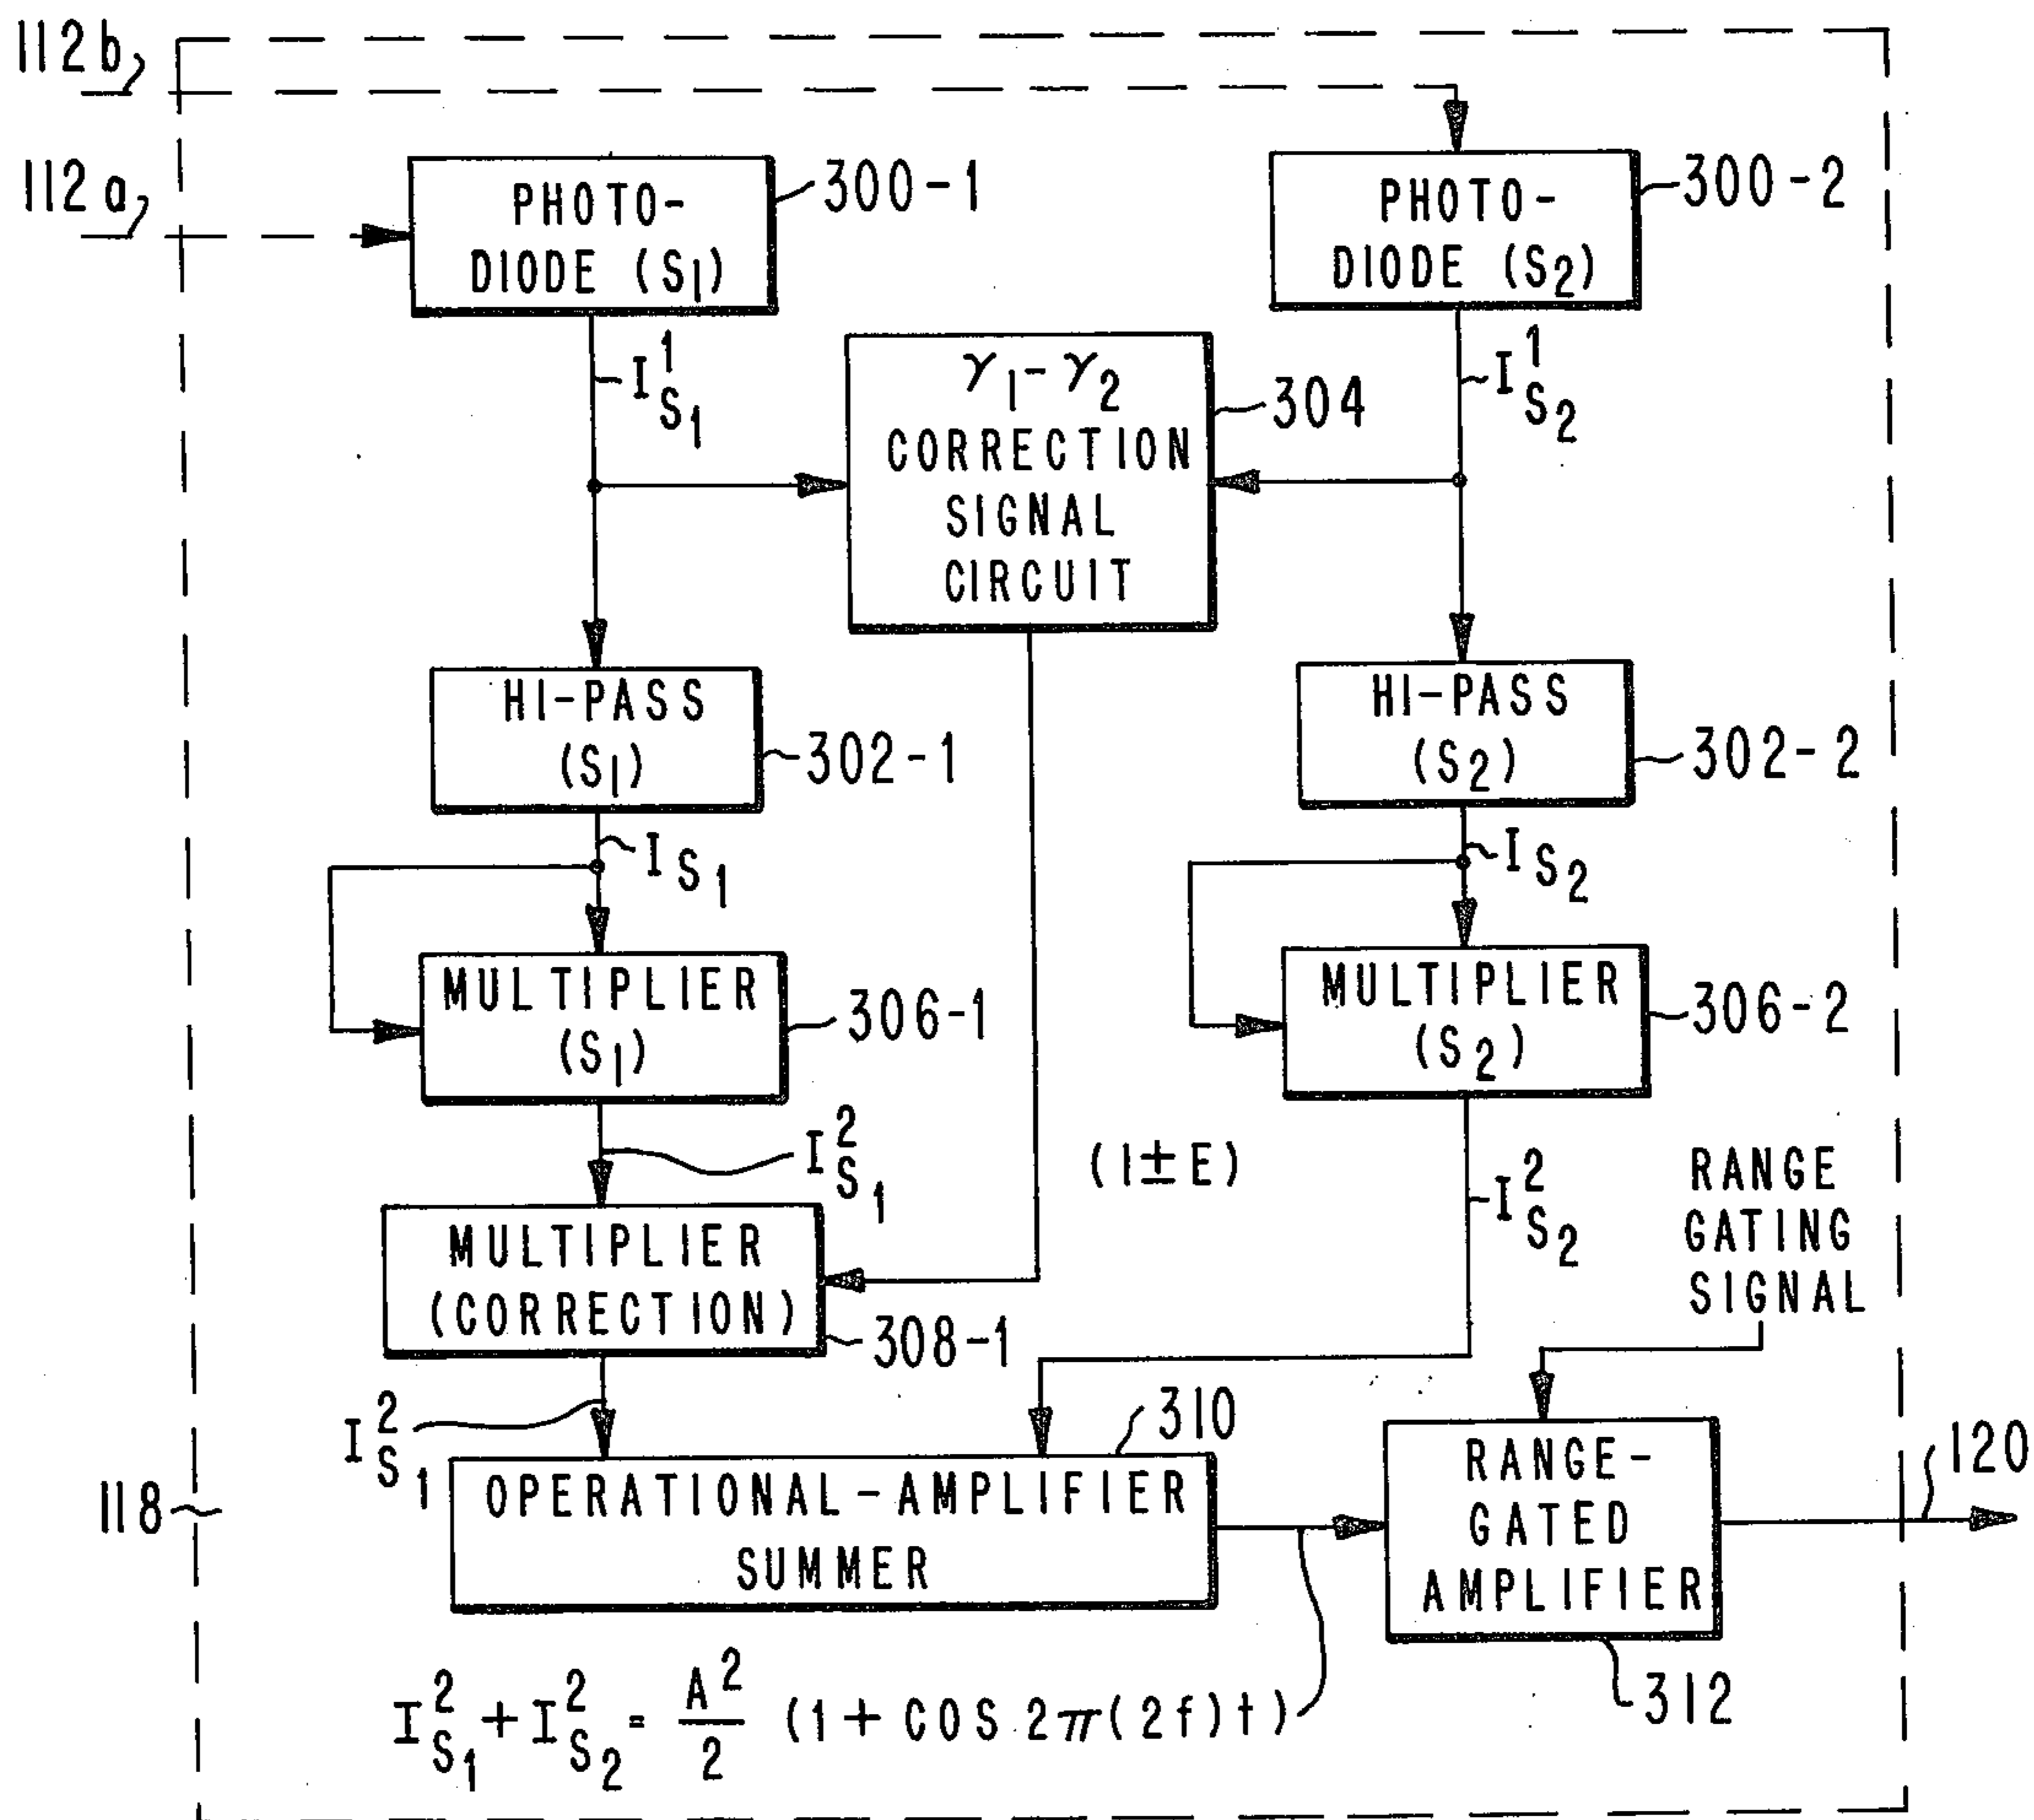 112b
112a
PHOTO-
DIODE (S1)
300-1
PHOTO-
DIODE (S2)
300-2
I¹S1
γ1-γ2
CORRECTION
SIGNAL
CIRCUIT
304
I¹S2
HI-PASS
(S1)
302-1
HI-PASS
(S2)
302-2
IS1
IS2
MULTIPLIER
(S1)
306-1
MULTIPLIER
(S2)
306-2
I²S1
(1±E)
I²S2
RANGE
GATING
SIGNAL
MULTIPLIER
(CORRECTION)
308-1
I²S1
310
118
OPERATIONAL-AMPLIFIER
SUMMER
RANGE-
GATED
AMPLIFIER
120
312
I²S1 + I²S2 = A²/2 (1 + COS 2π(2f)t)